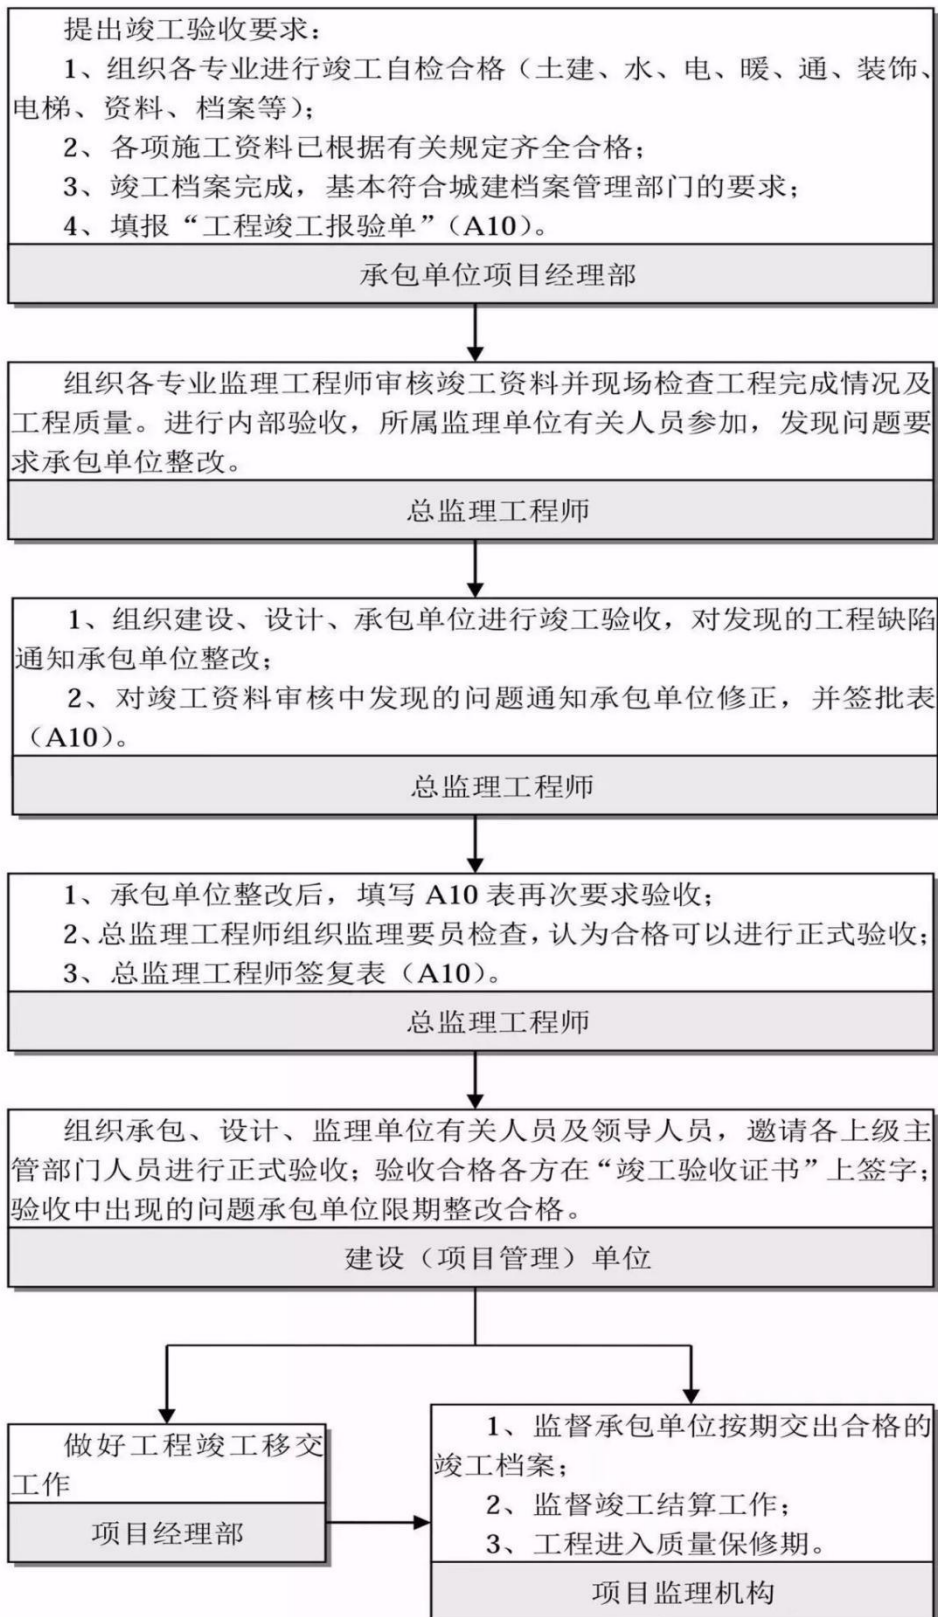 提出竣工验收要求：
1、组织各专业进行竣工自检合格（土建、水、电、暖、通、装饰、
电梯、资料、档案等）；
2、各项施工资料已根据有关规定齐全合格；
3、竣工档案完成，基本符合城建档案管理部门的要求；
4、填报“工程竣工报验单”（A10）。
承包单位项目经理部
组织各专业监理工程师审核竣工资料并现场检查工程完成情况及
工程质量。进行内部验收，所属监理单位有关人员参加，发现问题要
求承包单位整改。
总监理工程师
1、组织建设、设计、承包单位进行竣工验收，对发现的工程缺陷
通知承包单位整改；
2、对竣工资料审核中发现的问题通知承包单位修正，并签批表
（A10）。
总监理工程师
1、承包单位整改后，填写 A10 表再次要求验收；
2、总监理工程师组织监理要员检查，认为合格可以进行正式验收；
3、总监理工程师签复表（A10）。
总监理工程师
组织承包、设计、监理单位有关人员及领导人员，邀请各上级主
管部门人员进行正式验收；验收合格各方在“竣工验收证书”上签字；
验收中出现的问题承包单位限期整改合格。
建设（项目管理）单位
做好工程竣工移交
工作
项目经理部
1、监督承包单位按期交出合格的
竣工档案；
2、监督竣工结算工作；
3、工程进入质量保修期。
项目监理机构